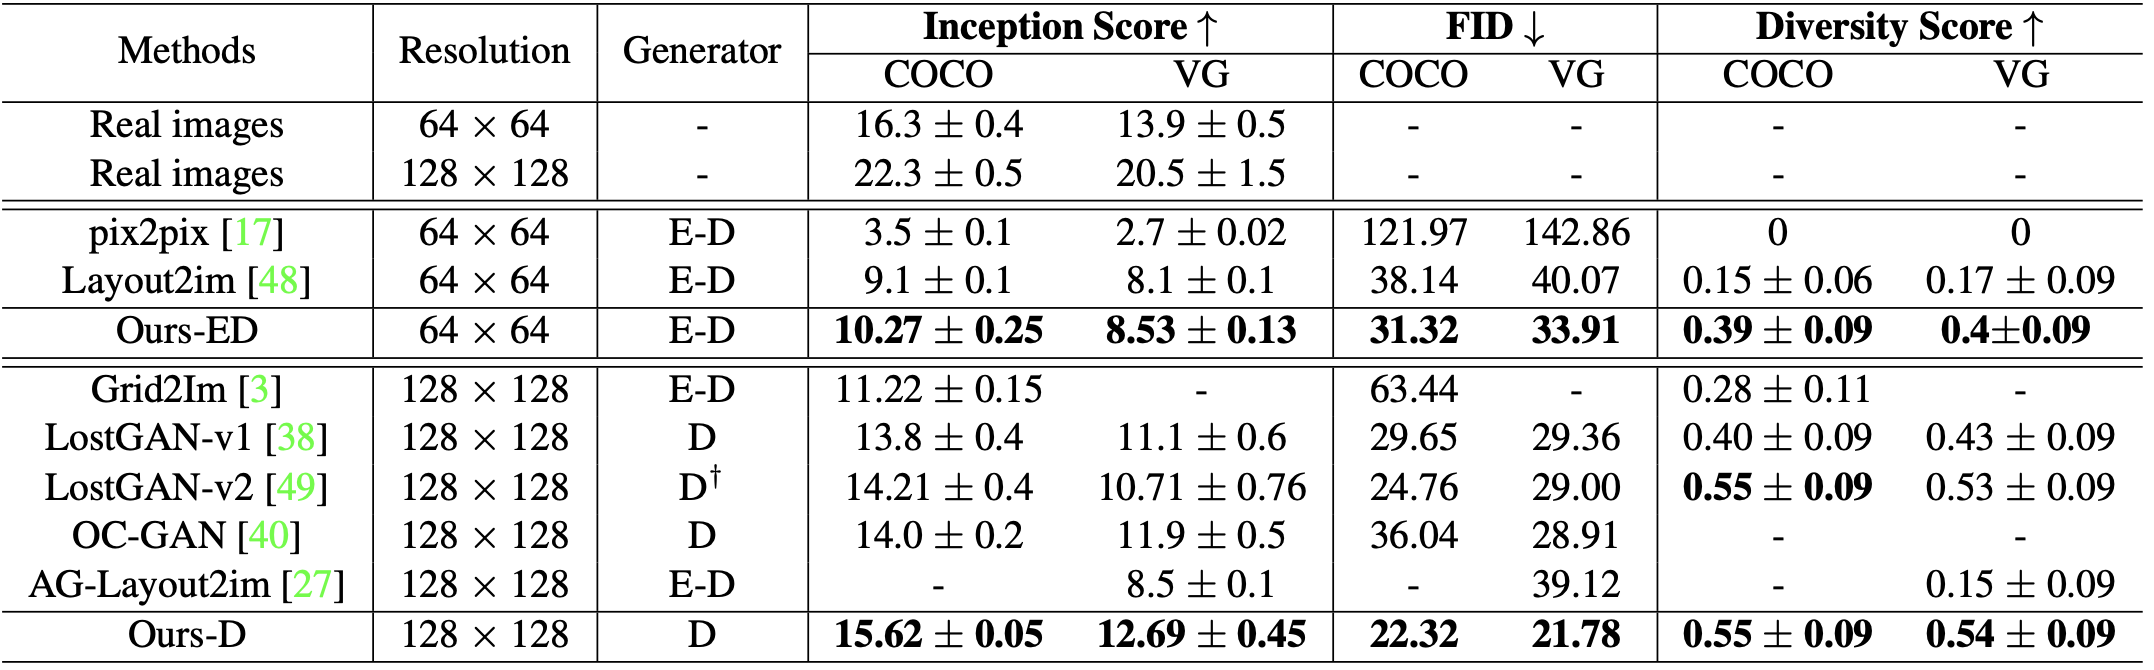 Methods Resolution Generator Inception Score ↑ FID ↓ Diversity Score ↑
COCO VG COCO VG COCO VG
Real images 64 × 64 - 16.3 ± 0.4 13.9 ± 0.5 - - - -
Real images 128 × 128 - 22.3 ± 0.5 20.5 ± 1.5 - - - -
pix2pix [17] 64 × 64 E-D 3.5 ± 0.1 2.7 ± 0.02 121.97 142.86 0 0
Layout2im [48] 64 × 64 E-D 9.1 ± 0.1 8.1 ± 0.1 38.14 40.07 0.15 ± 0.06 0.17 ± 0.09
Ours-ED 64 × 64 E-D 10.27 ± 0.25 8.53 ± 0.13 31.32 33.91 0.39 ± 0.09 0.4±0.09
Grid2Im [3] 128 × 128 E-D 11.22 ± 0.15 - 63.44 - 0.28 ± 0.11 -
LostGAN-v1 [38] 128 × 128 D 13.8 ± 0.4 11.1 ± 0.6 29.65 29.36 0.40 ± 0.09 0.43 ± 0.09
LostGAN-v2 [49] 128 × 128 D† 14.21 ± 0.4 10.71 ± 0.76 24.76 29.00 0.55 ± 0.09 0.53 ± 0.09
OC-GAN [40] 128 × 128 D 14.0 ± 0.2 11.9 ± 0.5 36.04 28.91 - -
AG-Layout2im [27] 128 × 128 E-D - 8.5 ± 0.1 - 39.12 - 0.15 ± 0.09
Ours-D 128 × 128 D 15.62 ± 0.05 12.69 ± 0.45 22.32 21.78 0.55 ± 0.09 0.54 ± 0.09